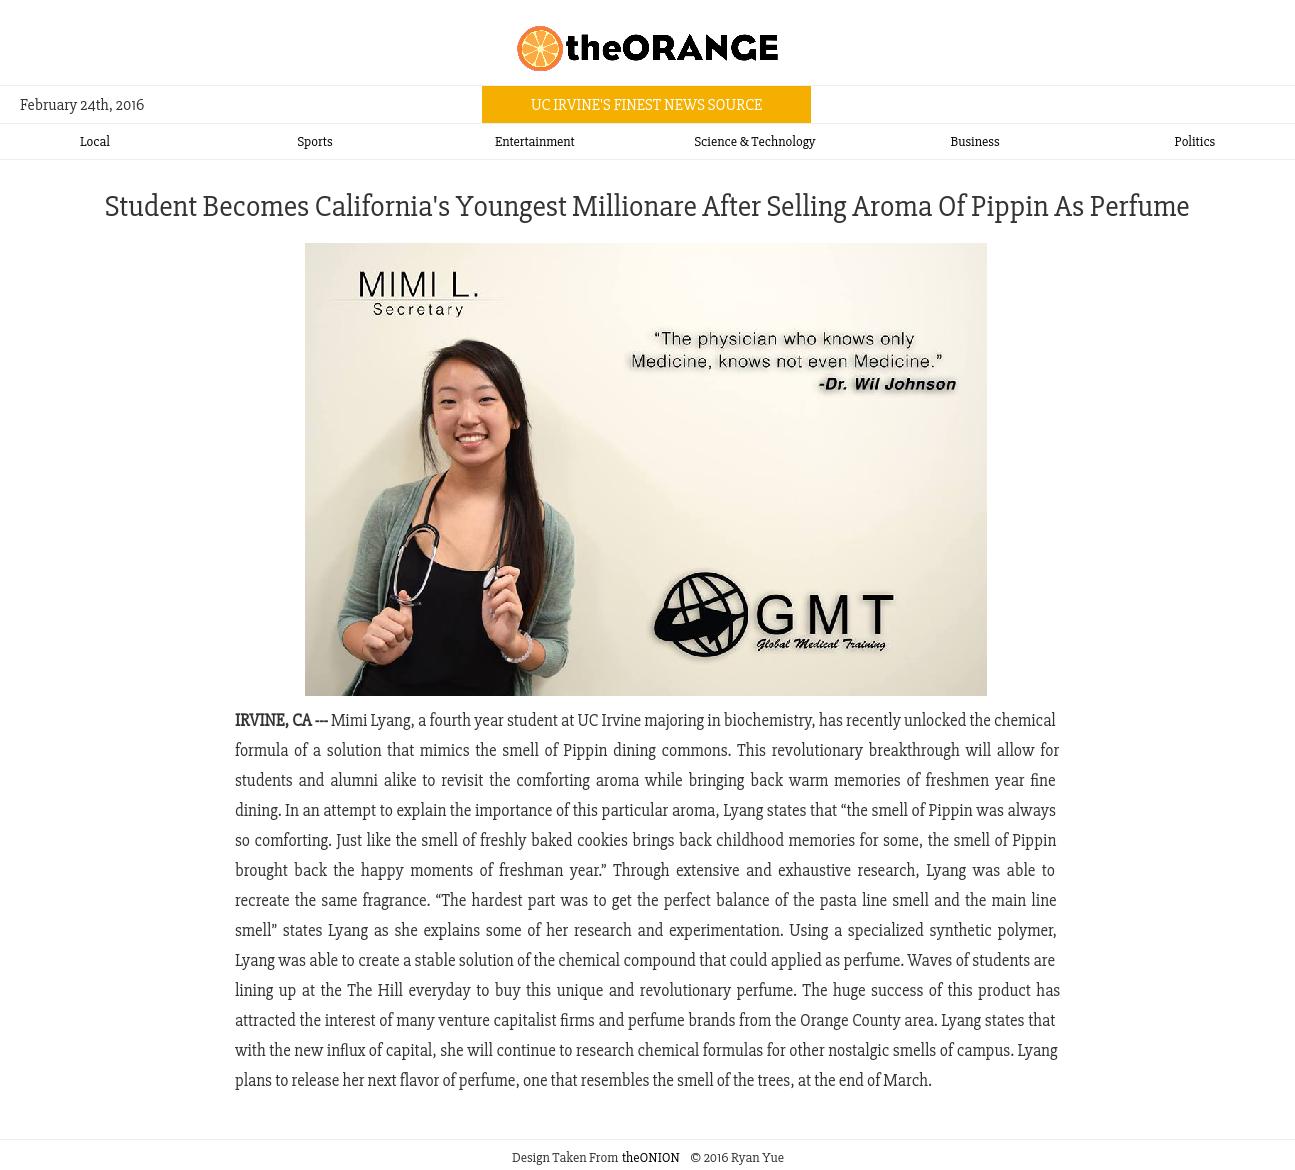 theORANGE
February 24th, 2016
UC IRVINE'S FINEST NEWS SOURCE
Local Sports Entertainment Science & Technology Business Politics
Student Becomes California's Youngest Millionare After Selling Aroma Of Pippin As Perfume
MIMI L.
Secretary
“The physician who knows only
Medicine, knows not even Medicine.”
-Dr. Wil Johnson
GMT
Global Medical Training
IRVINE, CA --- Mimi Lyang, a fourth year student at UC Irvine majoring in biochemistry, has recently unlocked the chemical
formula of a solution that mimics the smell of Pippin dining commons. This revolutionary breakthrough will allow for
students and alumni alike to revisit the comforting aroma while bringing back warm memories of freshmen year fine
dining. In an attempt to explain the importance of this particular aroma, Lyang states that “the smell of Pippin was always
so comforting. Just like the smell of freshly baked cookies brings back childhood memories for some, the smell of Pippin
brought back the happy moments of freshman year.” Through extensive and exhaustive research, Lyang was able to
recreate the same fragrance. “The hardest part was to get the perfect balance of the pasta line smell and the main line
smell” states Lyang as she explains some of her research and experimentation. Using a specialized synthetic polymer,
Lyang was able to create a stable solution of the chemical compound that could applied as perfume. Waves of students are
lining up at the The Hill everyday to buy this unique and revolutionary perfume. The huge success of this product has
attracted the interest of many venture capitalist firms and perfume brands from the Orange County area. Lyang states that
with the new influx of capital, she will continue to research chemical formulas for other nostalgic smells of campus. Lyang
plans to release her next flavor of perfume, one that resembles the smell of the trees, at the end of March.
Design Taken From theONION © 2016 Ryan Yue